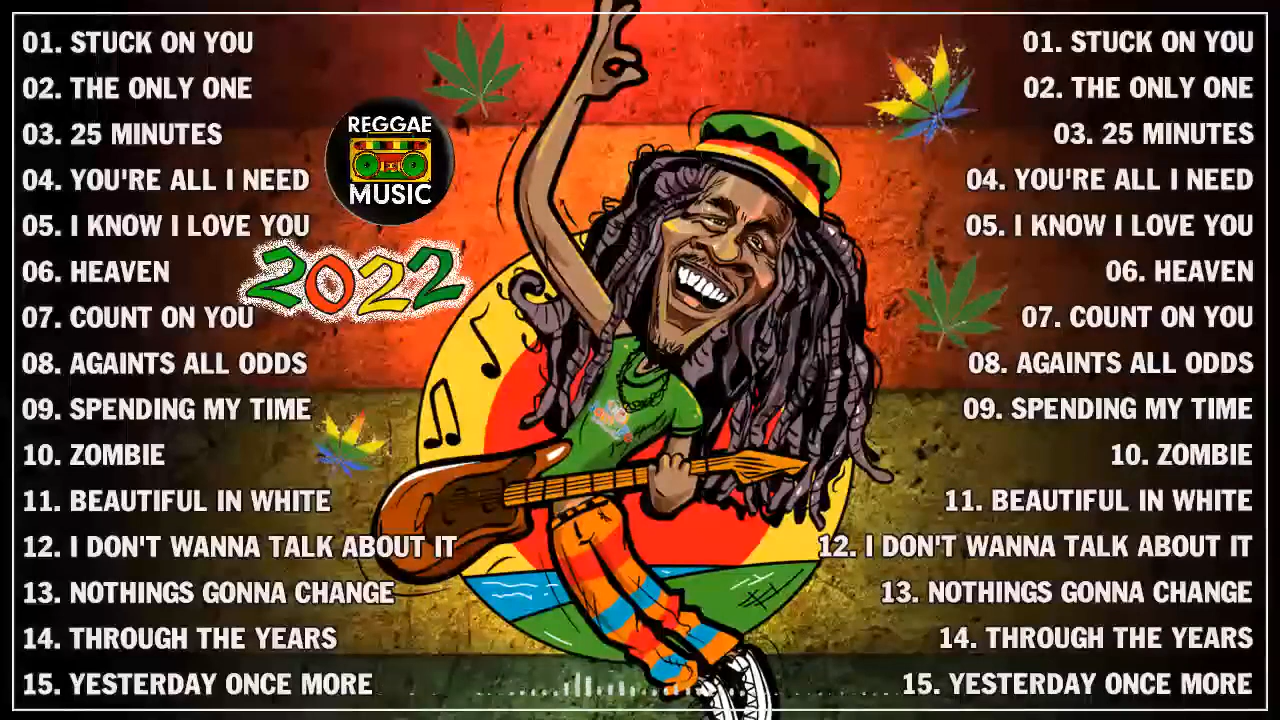 01. STUCK ON YOU
02. THE ONLY ONE
03. 25 MINUTES
04. YOU'RE ALL I NEED
05. I KNOW I LOVE YOU
06. HEAVEN
07. COUNT ON YOU
08. AGAINTS ALL ODDS
09. SPENDING MY TIME
10. ZOMBIE
11. BEAUTIFUL IN WHITE
12. I DON'T WANNA TALK ABOUT IT
13. NOTHINGS GONNA CHANGE
14. THROUGH THE YEARS
15. YESTERDAY ONCE MORE
REGGAE
MUSIC
2022
01. STUCK ON YOU
02. THE ONLY ONE
03. 25 MINUTES
04. YOU'RE ALL I NEED
05. I KNOW I LOVE YOU
06. HEAVEN
07. COUNT ON YOU
08. AGAINTS ALL ODDS
09. SPENDING MY TIME
10. ZOMBIE
11. BEAUTIFUL IN WHITE
12. I DON'T WANNA TALK ABOUT IT
13. NOTHINGS GONNA CHANGE
14. THROUGH THE YEARS
15. YESTERDAY ONCE MORE